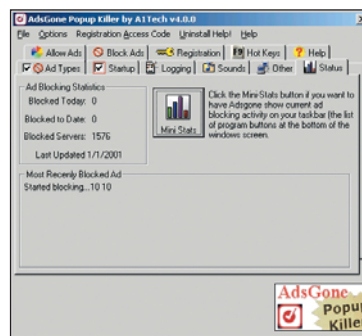 AdsGone Popup Killer by A1Tech v4.0.0
File Options Registration Access Code Uninstall Help! Help
Allow Ads Block Ads Registration Hot Keys Help
Ad Types Startup Logging Sounds Other Status
Ad Blocking Statistics
Blocked Today: 0
Blocked to Date: 0
Blocked Servers: 1576
Last Updated 1/1/2001
Mini Stats
Click the Mini-Stats button if you want to
have Adsgone show current ad
blocking activity on your taskbar (the list
of program buttons at the bottom of the
windows screen.
Most Recently Blocked Ad
Started blocking...10 10
AdsGone
Popup
Killer